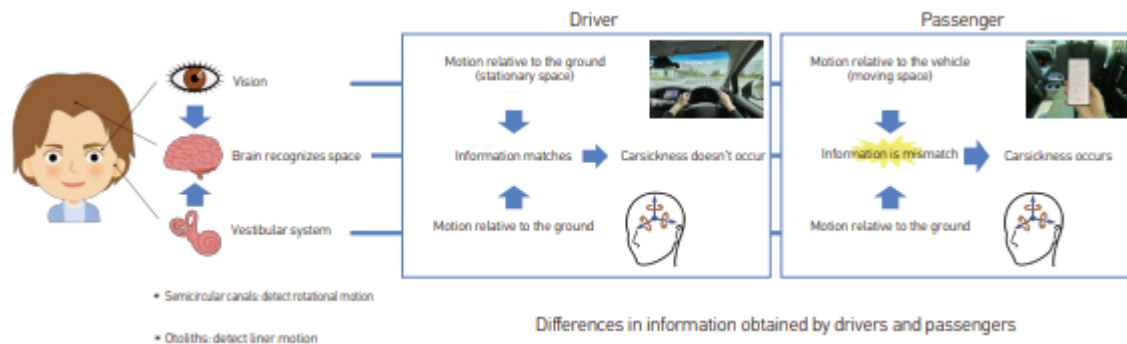 Driver
Passenger
Vision
Brain recognizes space
Vestibular system
* Semicircular canals: detect rotational motion
* Otoliths: detect liner motion
Motion relative to the ground
(stationary space)
Information matches
Carsickness doesn't occur
Motion relative to the ground
Motion relative to the vehicle
(moving space)
Information is mismatch
Carsickness occurs
Motion relative to the ground
Differences in information obtained by drivers and passengers